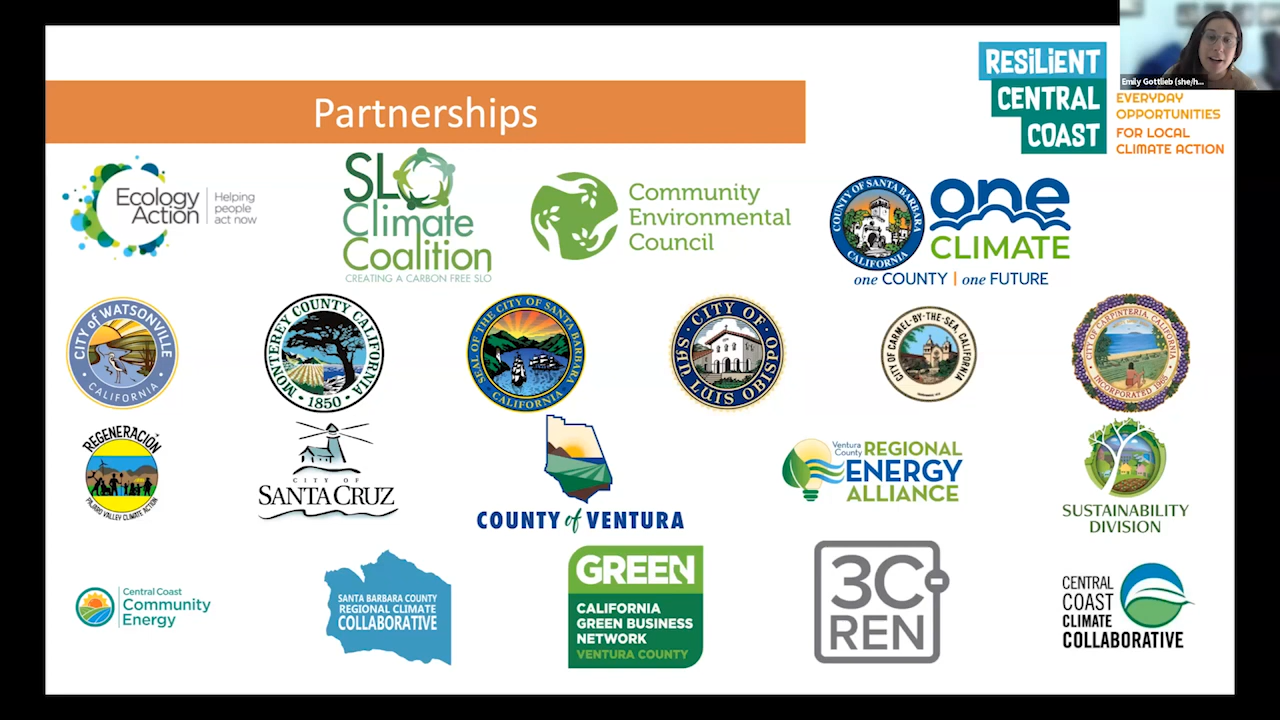 Partnerships
RESiLiENT
CENTRAL
COAST
EVERYDAY
OPPORTUNITIES
FOR LOCAL
CLIMATE ACTION
Emily Gottlieb (she/h...
Ecology
Action
Helping
people
act now
SLO
Climate
Coalition
CREATING A CARBON FREE SLO
Community
Environmental
Council
COUNTY OF SANTA BARBARA
CALIFORNIA
one
CLIMATE
one COUNTY | one FUTURE
CITY of WATSONVILLE
• CALIFORNIA •
MONTEREY COUNTY CALIFORNIA
• 1850 •
SEAL OF THE CITY OF SANTA BARBARA
CALIFORNIA
CITY OF
SAN LUIS OBISPO
CITY OF CARMEL-BY-THE-SEA, CALIFORNIA
CITY OF CARPINTERIA, CALIFORNIA
INCORPORATED 1965
REGENERACIÓN
PAJARO VALLEY CLIMATE ACTION
CITY OF
SANTA CRUZ
COUNTY of VENTURA
Ventura
County
REGIONAL
ENERGY
ALLIANCE
SUSTAINABILITY
DIVISION
Central Coast
Community
Energy
SANTA BARBARA COUNTY
REGIONAL CLIMATE
COLLABORATIVE
GREEN
CALIFORNIA
GREEN BUSINESS
NETWORK
VENTURA COUNTY
3C-
REN
CENTRAL
COAST
CLIMATE
COLLABORATIVE